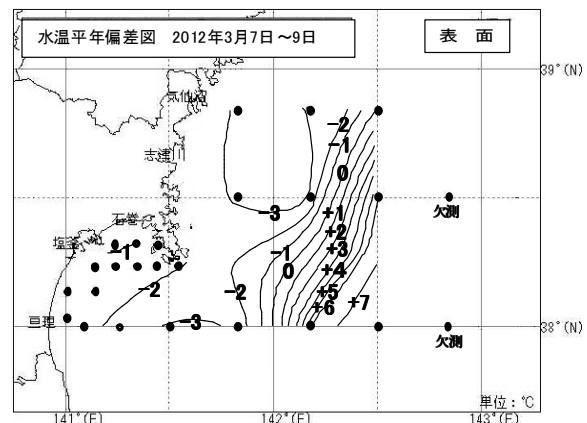 水温平年偏差図 2012年3月7日～9日
表 面
39°(N)
気仙沼
-2
志津川
-1
0
-3
+1
欠測
石巻
塩釜
-1
+2
-1
+3
0
+4
-2
-2
+5
+7
+6
亘理
-3
38°(N)
欠測
単位：℃
141°(E)
142°(E)
143°(E)